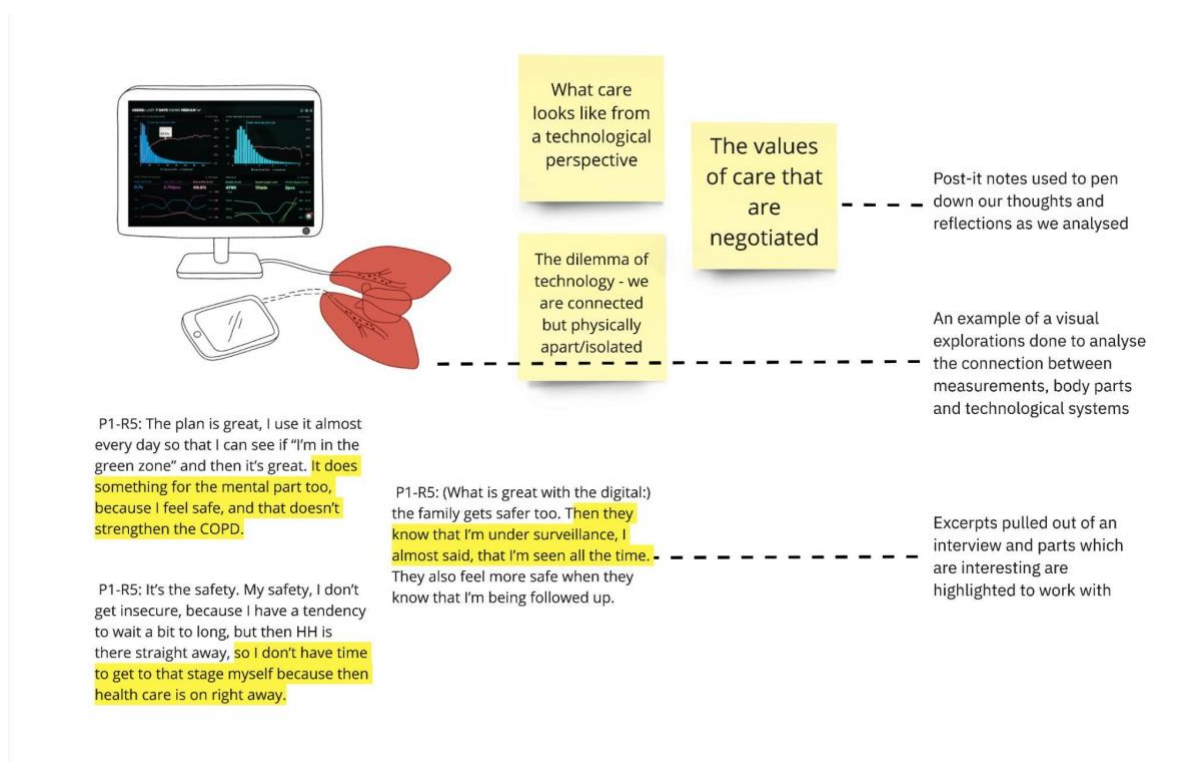 What care
looks like from
a technological
perspective
The values
of care that
are
negotiated
Post-it notes used to pen
down our thoughts and
reflections as we analysed
The dilemma of
technology - we
are connected
but physically
apart/isolated
An example of a visual
explorations done to analyse
the connection between
measurements, body parts
and technological systems
P1-R5: The plan is great, I use it almost
every day so that I can see if “I’m in the
green zone” and then it’s great. It does
something for the mental part too,
because I feel safe, and that doesn’t
strengthen the COPD.
P1-R5: (What is great with the digital:)
the family gets safer too. Then they
know that I’m under surveillance, I
almost said, that I’m seen all the time.
They also feel more safe when they
know that I’m being followed up.
Excerpts pulled out of an
interview and parts which
are interesting are
highlighted to work with
P1-R5: It’s the safety. My safety, I don’t
get insecure, because I have a tendency
to wait a bit to long, but then HH is
there straight away, so I don’t have time
to get to that stage myself because then
health care is on right away.